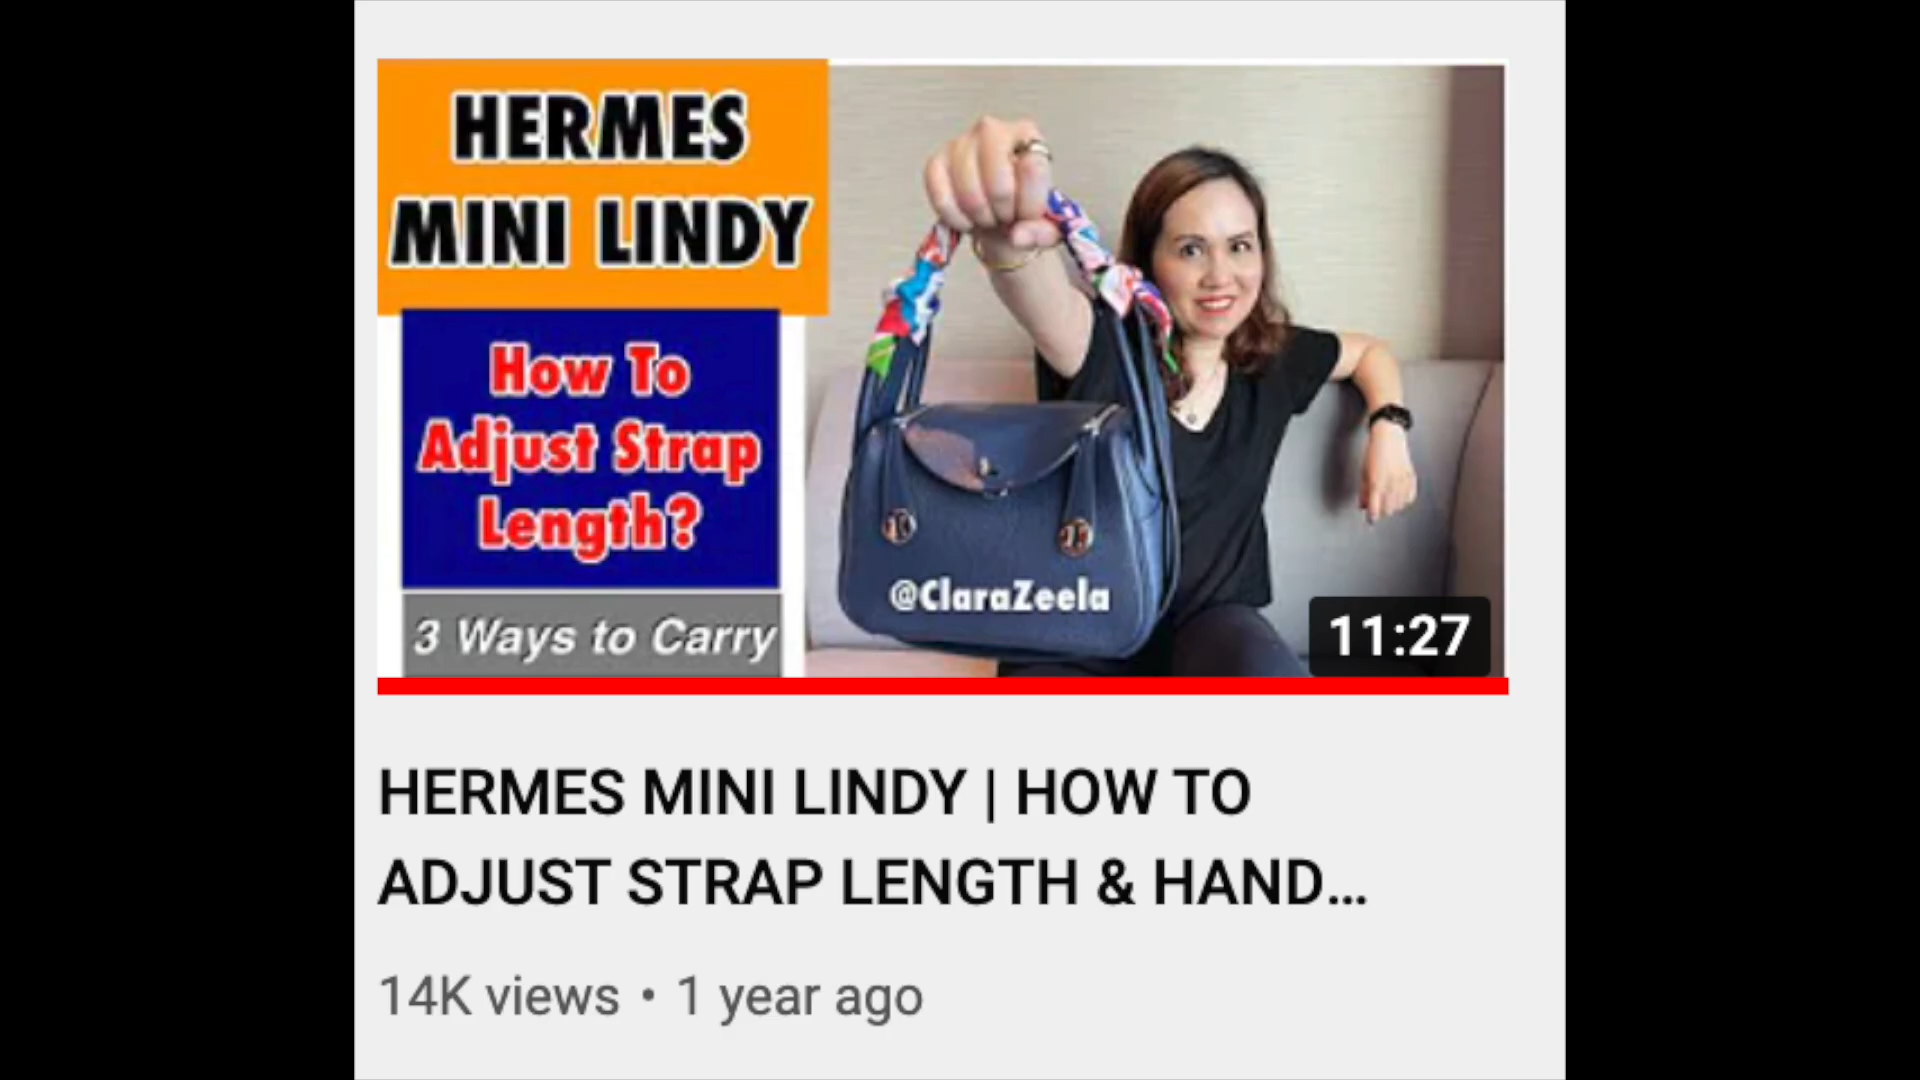 HERMES
MINI LINDY
How To
Adjust Strap
Length?
3 Ways to Carry
@ClaraZeela
11:27
HERMES MINI LINDY | HOW TO
ADJUST STRAP LENGTH & HAND...
14K views • 1 year ago